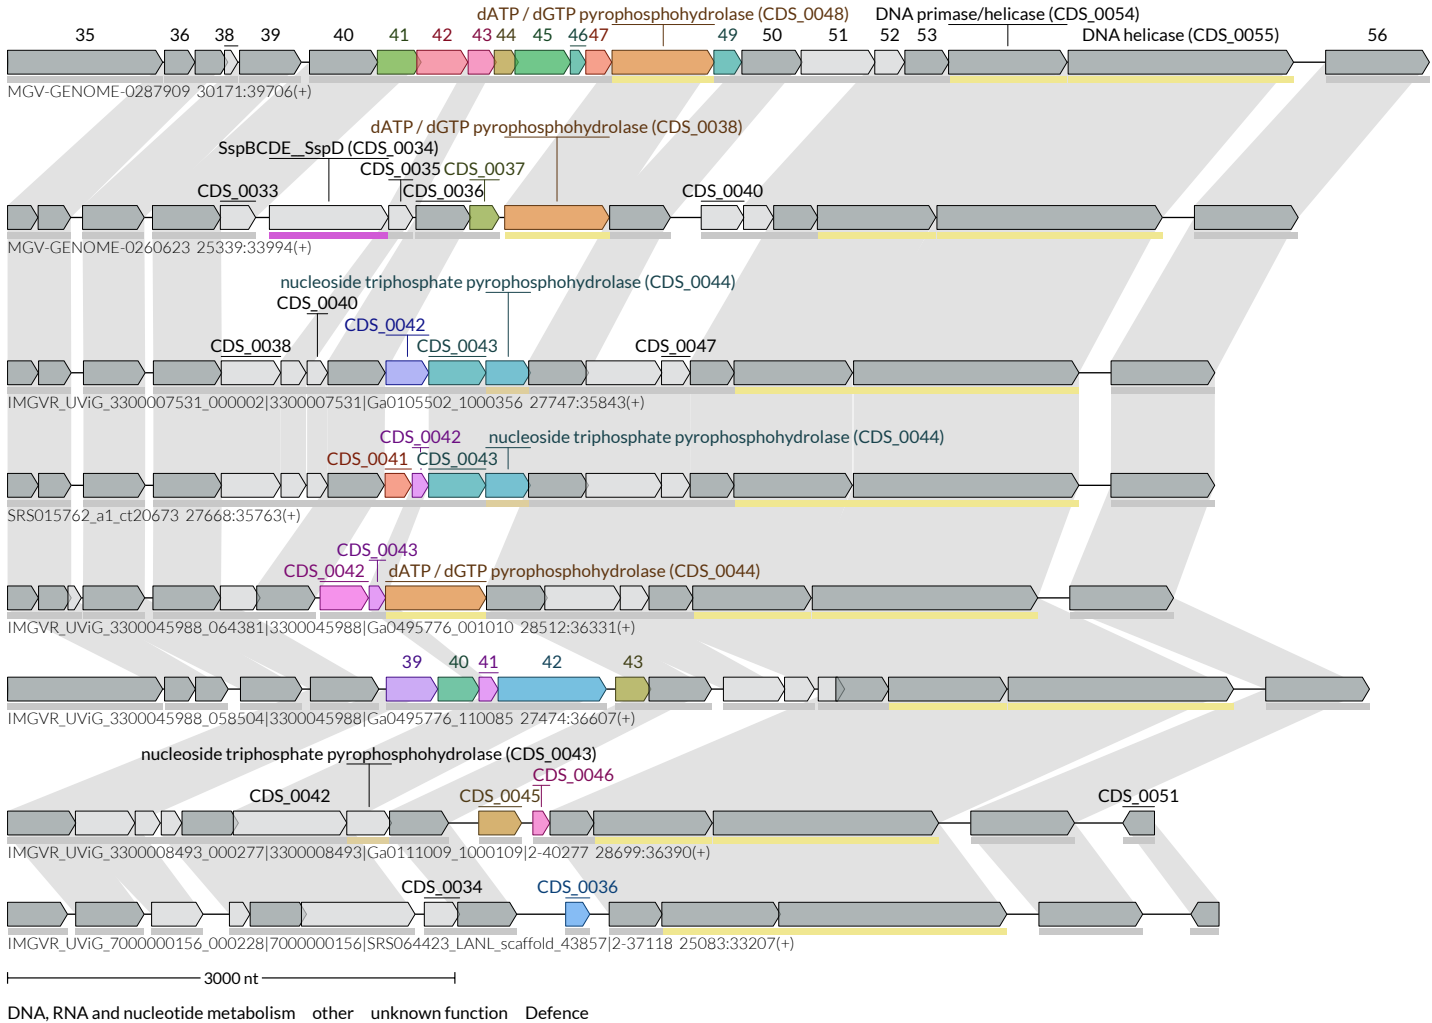 dATP / dGTP pyrophosphohydrolase (CDS_0048) DNA primase/helicase (CDS_0054)
35 36 38 39 40 41 42 43 44 45 46 47 49 50 51 52 53 DNA helicase (CDS_0055) 56
MGV-GENOME-0287909 30171:39706(+)
dATP / dGTP pyrophosphohydrolase (CDS_0038)
SspBCDE__SspD (CDS_0034)
CDS_0035 CDS_0037
CDS_0033 CDS_0036 CDS_0040
MGV-GENOME-0260623 25339:33994(+)
nucleoside triphosphate pyrophosphohydrolase (CDS_0044)
CDS_0040
CDS_0042
CDS_0038 CDS_0043 CDS_0047
IMGVR_UViG_3300007531_000002|3300007531|Ga0105502_1000356 27747:35843(+)
CDS_0042 nucleoside triphosphate pyrophosphohydrolase (CDS_0044)
CDS_0041 CDS_0043
SRS015762_a1_ct20673 27668:35763(+)
CDS_0043
CDS_0042 dATP / dGTP pyrophosphohydrolase (CDS_0044)
IMGVR_UViG_3300045988_064381|3300045988|Ga0495776_001010 28512:36331(+)
39 40 41 42 43
IMGVR_UViG_3300045988_058504|3300045988|Ga0495776_110085 27474:36607(+)
nucleoside triphosphate pyrophosphohydrolase (CDS_0043)
CDS_0046
CDS_0042 CDS_0045 CDS_0051
IMGVR_UViG_3300008493_000277|3300008493|Ga0111009_1000109|2-40277 28699:36390(+)
CDS_0034 CDS_0036
IMGVR_UViG_7000000156_000228|7000000156|SRS064423_LANL_scaffold_43857|2-37118 25083:33207(+)
3000 nt
DNA, RNA and nucleotide metabolism other unknown function Defence